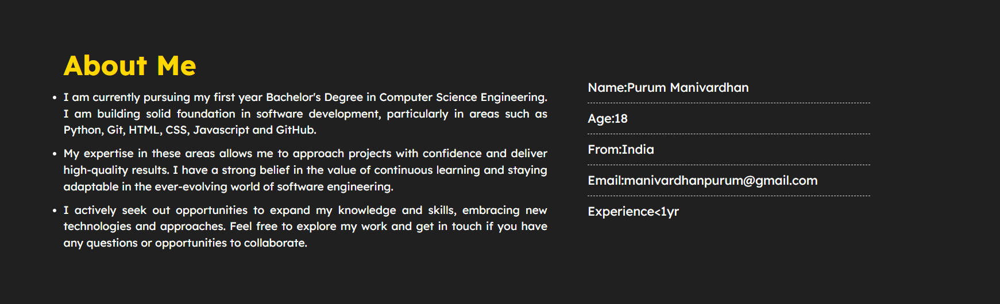 About Me
• I am currently pursuing my first year Bachelor's Degree in Computer Science Engineering.
I am building solid foundation in software development, particularly in areas such as
Python, Git, HTML, CSS, Javascript and GitHub.
• My expertise in these areas allows me to approach projects with confidence and deliver
high-quality results. I have a strong belief in the value of continuous learning and staying
adaptable in the ever-evolving world of software engineering.
• I actively seek out opportunities to expand my knowledge and skills, embracing new
technologies and approaches. Feel free to explore my work and get in touch if you have
any questions or opportunities to collaborate.
Name:Purum Manivardhan
Age:18
From:India
Email:manivardhanpurum@gmail.com
Experience<1yr